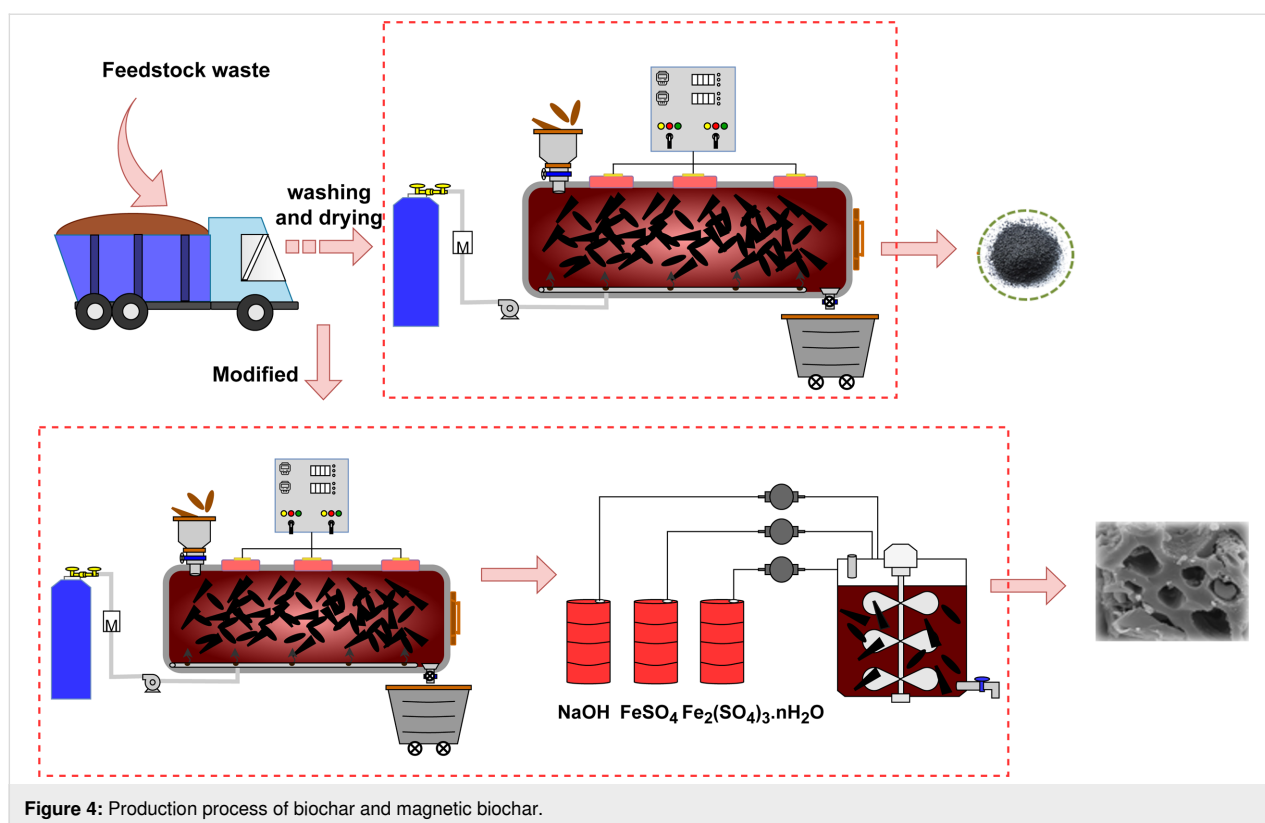 Feedstock waste
washing
and drying
M
Modified
M
NaOH FeSO4 Fe2(SO4)3.nH2O
Figure 4: Production process of biochar and magnetic biochar.